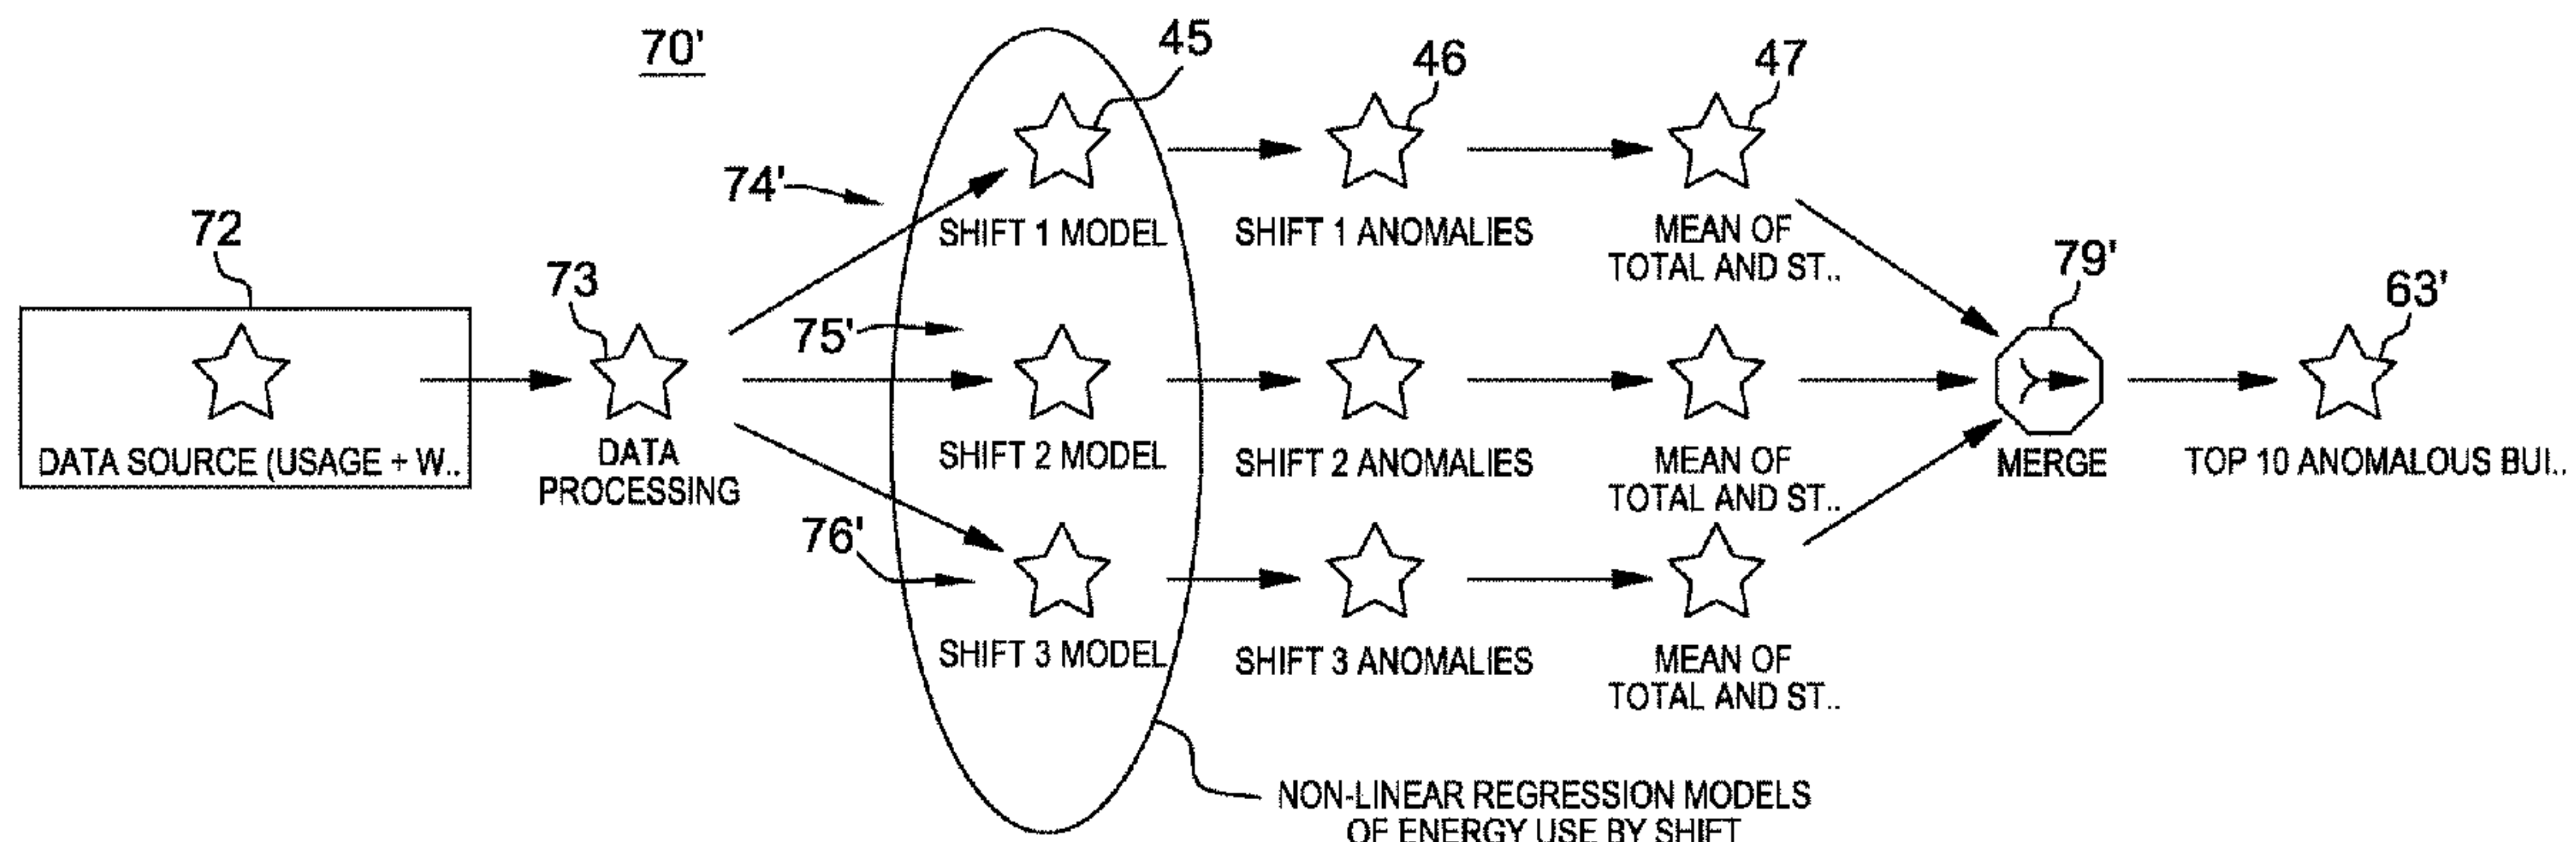 70'
45
46
47
74'
72
SHIFT 1 MODEL
SHIFT 1 ANOMALIES
MEAN OF
TOTAL AND ST..
73
79'
63'
75'
DATA SOURCE (USAGE + W..
DATA
PROCESSING
SHIFT 2 MODEL
SHIFT 2 ANOMALIES
MEAN OF
TOTAL AND ST..
MERGE
TOP 10 ANOMALOUS BUI..
76'
SHIFT 3 MODEL
SHIFT 3 ANOMALIES
MEAN OF
TOTAL AND ST..
NON-LINEAR REGRESSION MODELS
OF ENERGY USE BY SHIFT